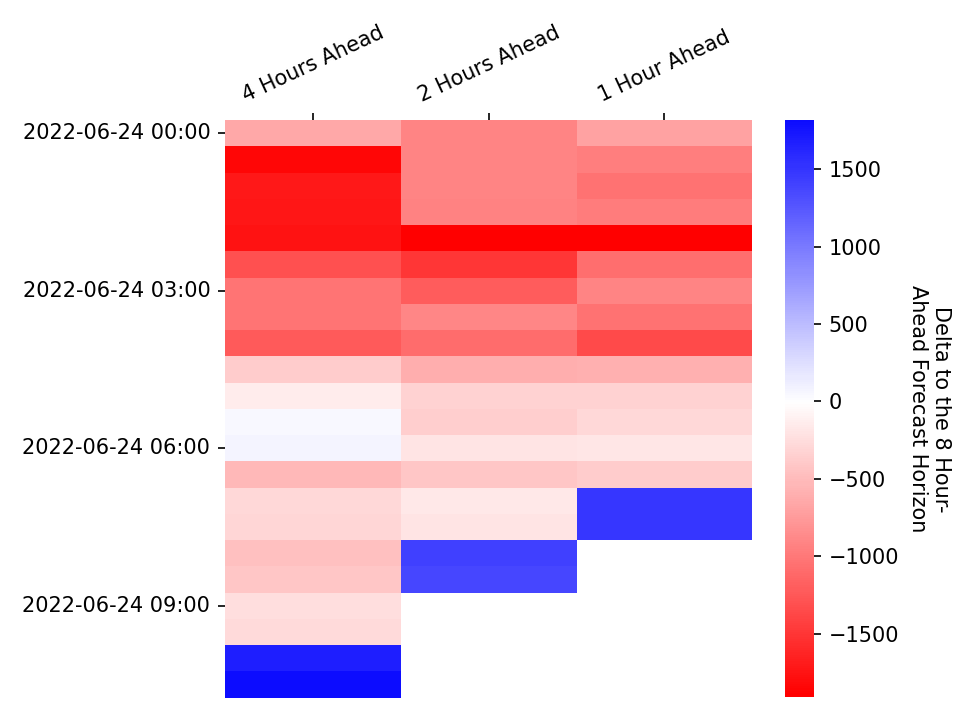 4 Hours Ahead
2 Hours Ahead
1 Hour Ahead
2022-06-24 00:00
2022-06-24 03:00
2022-06-24 06:00
2022-06-24 09:00
1500
1000
500
0
−500
−1000
−1500
Delta to the 8 Hour-
Ahead Forecast Horizon